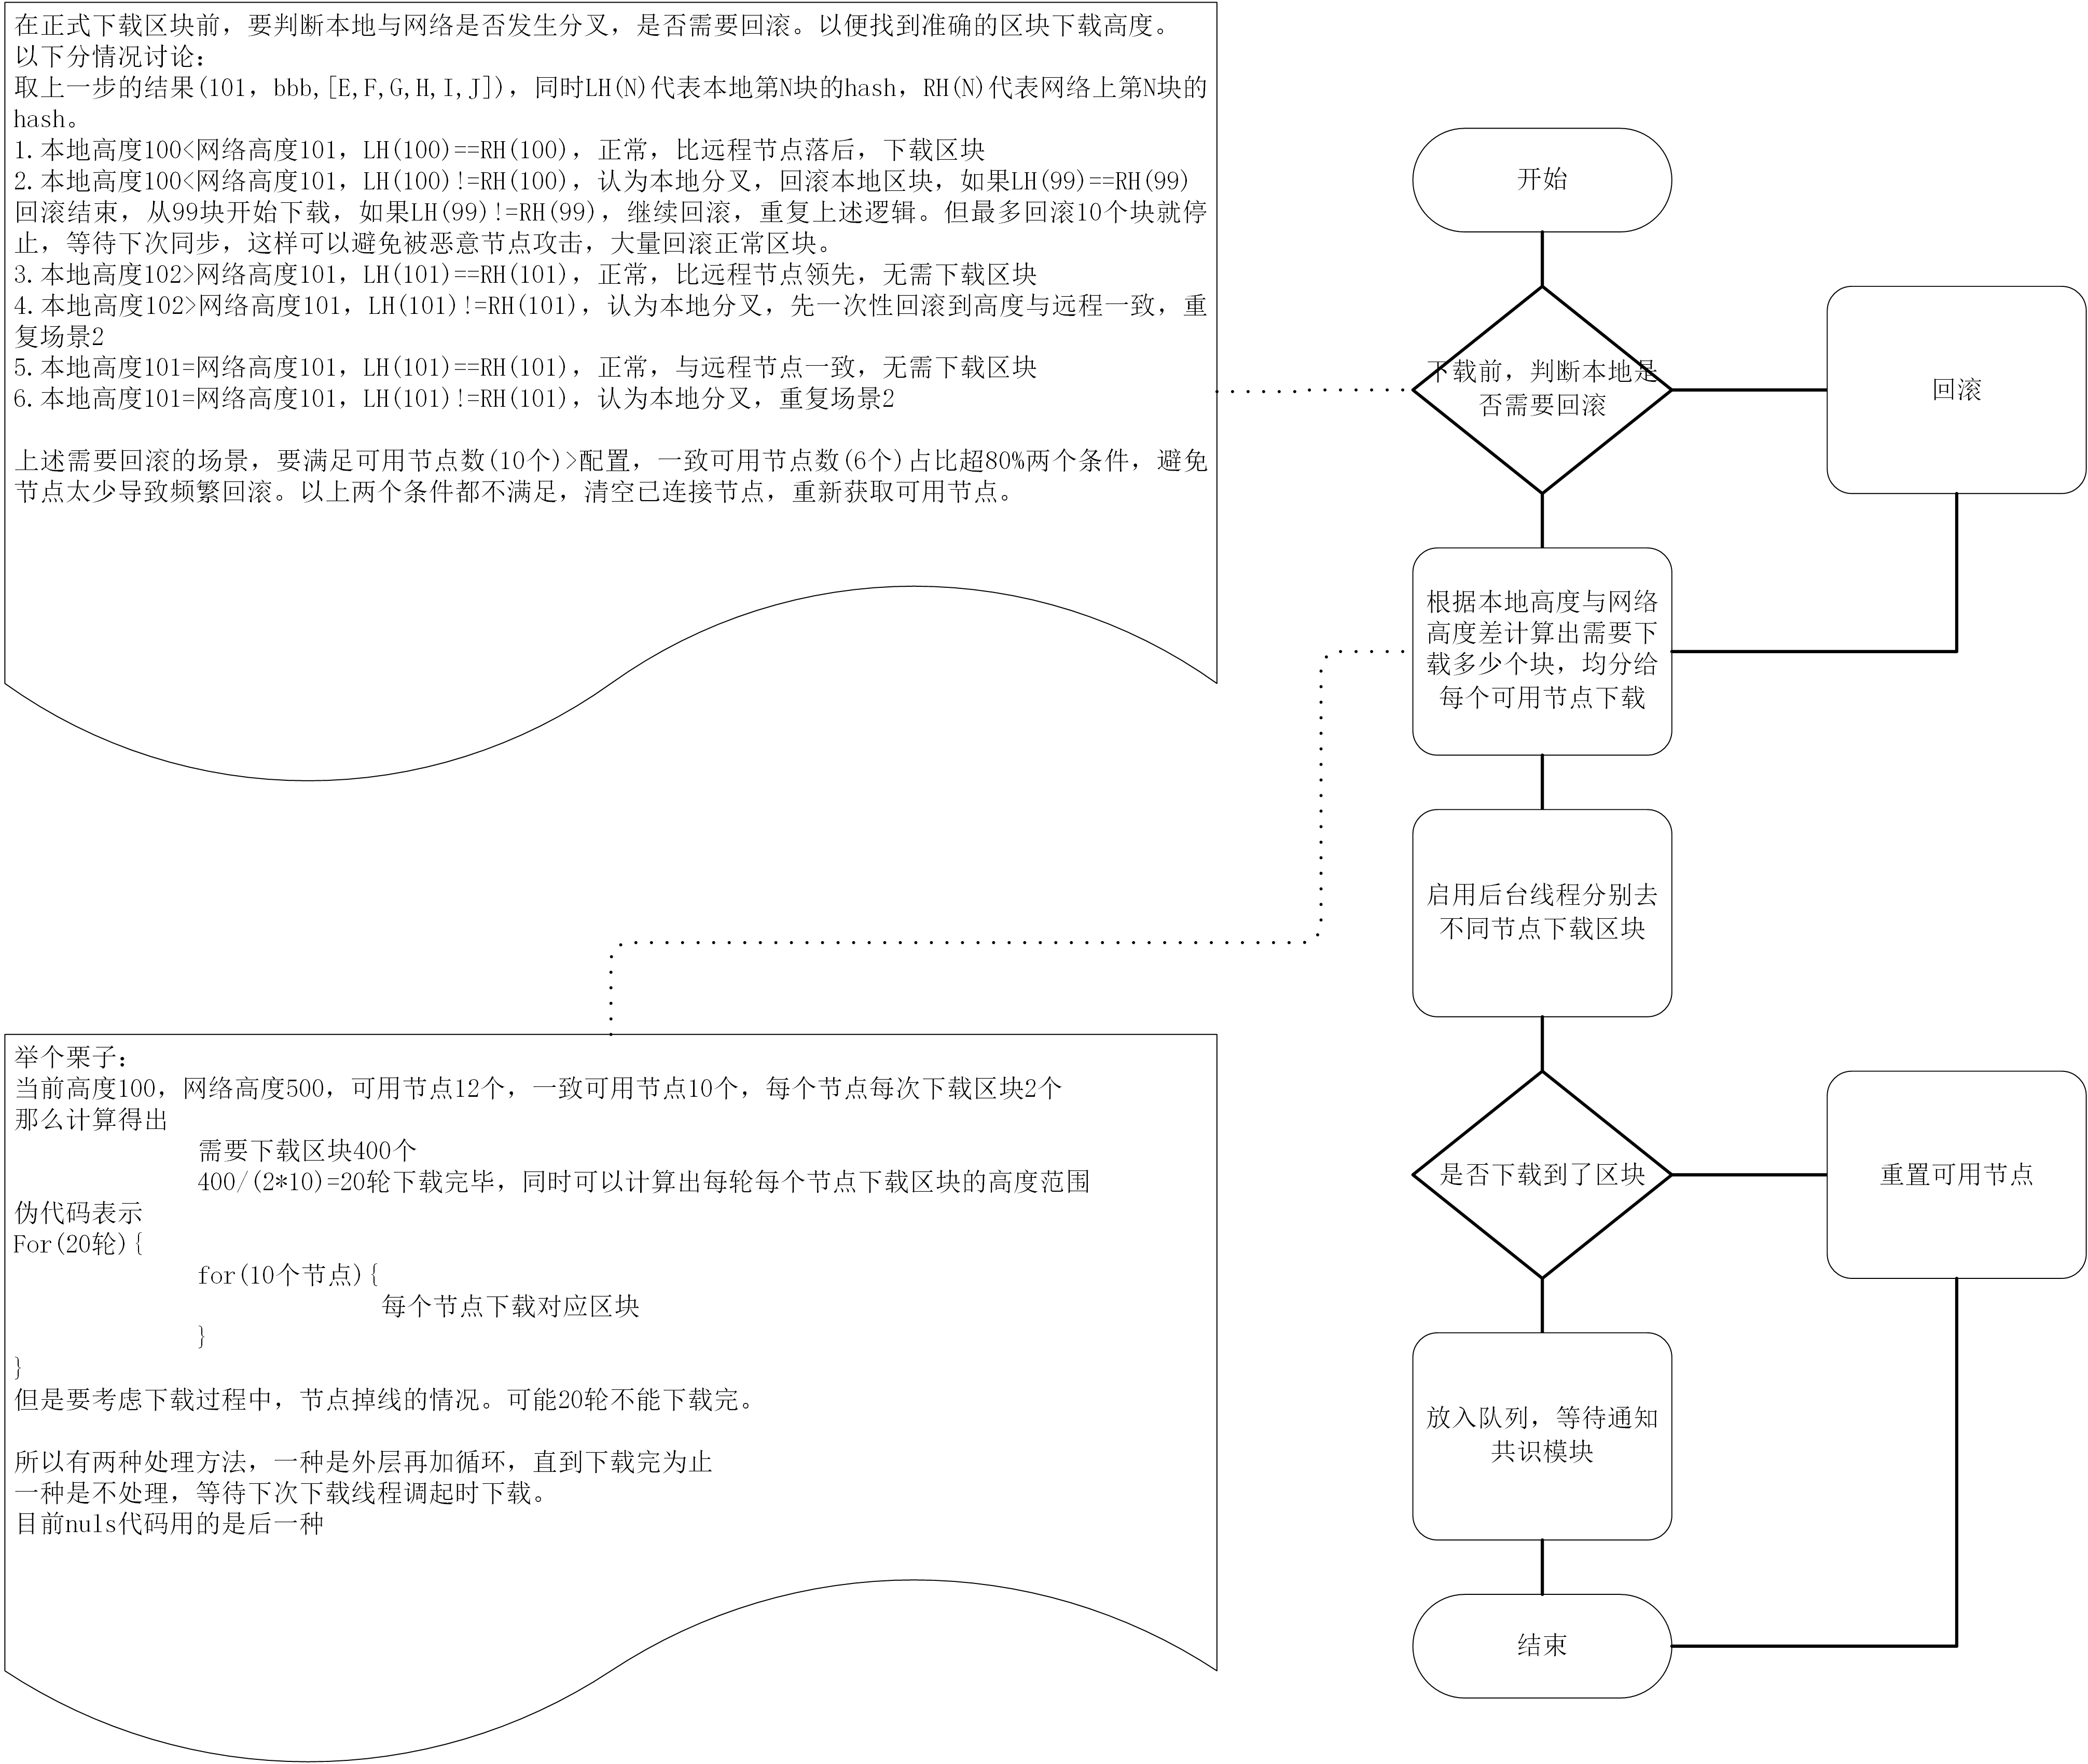 在正式下载区块前，要判断本地与网络是否发生分叉，是否需要回滚。以便找到准确的区块下载高度。
以下分情况讨论：
取上一步的结果(101，bbb,[E,F,G,H,I,J])，同时LH(N)代表本地第N块的hash，RH(N)代表网络上第N块的
hash。
1.本地高度100<网络高度101，LH(100)==RH(100)，正常，比远程节点落后，下载区块
2.本地高度100<网络高度101，LH(100)!=RH(100)，认为本地分叉，回滚本地区块，如果LH(99)==RH(99)
回滚结束，从99块开始下载，如果LH(99)!=RH(99)，继续回滚，重复上述逻辑。但最多回滚10个块就停
止，等待下次同步，这样可以避免被恶意节点攻击，大量回滚正常区块。
3.本地高度102>网络高度101，LH(101)==RH(101)，正常，比远程节点领先，无需下载区块
4.本地高度102>网络高度101，LH(101)!=RH(101)，认为本地分叉，先一次性回滚到高度与远程一致，重
复场景2
5.本地高度101=网络高度101，LH(101)==RH(101)，正常，与远程节点一致，无需下载区块
6.本地高度101=网络高度101，LH(101)!=RH(101)，认为本地分叉，重复场景2
上述需要回滚的场景，要满足可用节点数(10个)>配置，一致可用节点数(6个)占比超80%两个条件，避免
节点太少导致频繁回滚。以上两个条件都不满足，清空已连接节点，重新获取可用节点。
开始
下载前，判断本地是
否需要回滚
回滚
根据本地高度与网络
高度差计算出需要下
载多少个块，均分给
每个可用节点下载
启用后台线程分别去
不同节点下载区块
是否下载到了区块
重置可用节点
放入队列，等待通知
共识模块
结束
举个栗子：
当前高度100，网络高度500，可用节点12个，一致可用节点10个，每个节点每次下载区块2个
那么计算得出
需要下载区块400个
400/(2*10)=20轮下载完毕，同时可以计算出每轮每个节点下载区块的高度范围
伪代码表示
For(20轮){
for(10个节点){
每个节点下载对应区块
}
}
但是要考虑下载过程中，节点掉线的情况。可能20轮不能下载完。
所以有两种处理方法，一种是外层再加循环，直到下载完为止
一种是不处理，等待下次下载线程调起时下载。
目前nuls代码用的是后一种